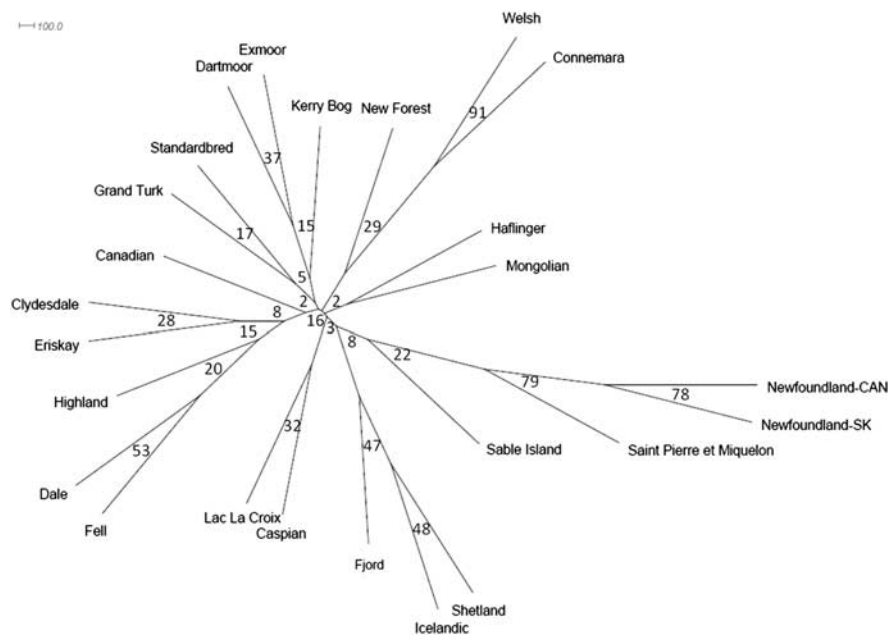 100.0
Welsh
Exmoor
Connemara
Dartmoor
Kerry Bog
New Forest
91
37
Standardbred
Grand Turk
15
29
17
Haflinger
Canadian
Mongolian
5
Clydesdale
2
2
8
28
16
3
15
8
Eriskay
22
20
79
Newfoundland-CAN
78
Highland
32
Newfoundland-SK
47
Sable Island
Saint Pierre et Miquelon
53
Dale
Lac La Croix
Fell
48
Caspian
Fjord
Shetland
Icelandic